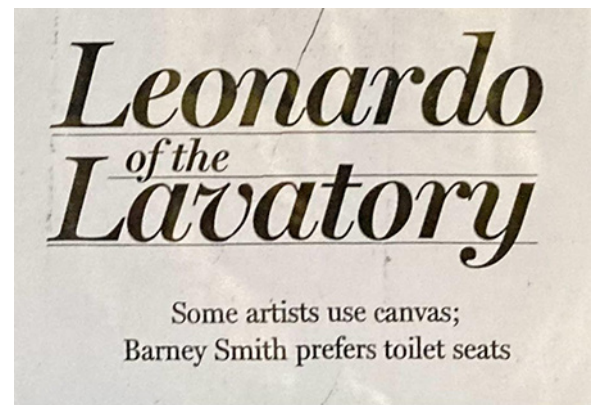 Leonardo
of the
Lavatory
Some artists use canvas;
Barney Smith prefers toilet seats